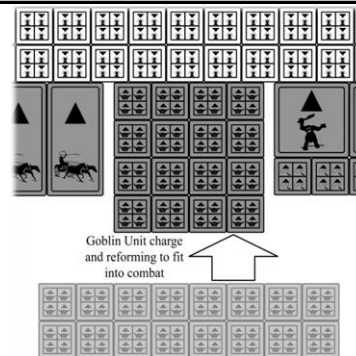 Goblin Unit charge
and reforming to fit
into combat